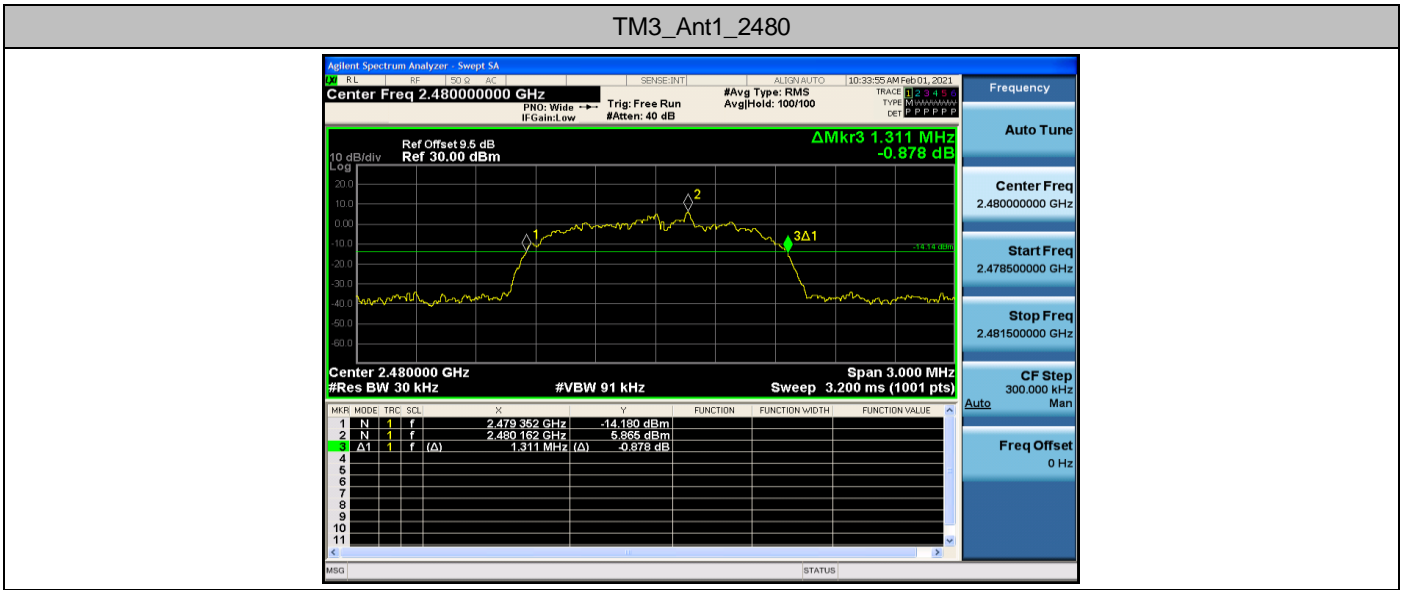 TM3_Ant1_2480
Agilent Spectrum Analyzer - Swept SA
LXI RL RF 50 Ω AC SENSE:INT ALIGN AUTO 10:33:55 AM Feb 01, 2021
Center Freq 2.480000000 GHz
PNO: Wide
IFGain:Low
Trig: Free Run
#Atten: 40 dB
#Avg Type: RMS
Avg|Hold: 100/100
TRACE 1 2 3 4 5 6
TYPE M
DET P P P P P P
ΔMkr3 1.311 MHz
-0.878 dB
Ref Offset 9.5 dB
10 dB/div Ref 30.00 dBm
Log
20.0
10.0
0.00
-10.0
-20.0
-30.0
-40.0
-50.0
-60.0
1
2
3Δ1
-14.14 dBm
Center 2.480000 GHz Span 3.000 MHz
#Res BW 30 kHz #VBW 91 kHz Sweep 3.200 ms (1001 pts)
MKR MODE TRC SCL X Y FUNCTION FUNCTION WIDTH FUNCTION VALUE
1 N 1 f 2.479 352 GHz -14.180 dBm
2 N 1 f 2.480 162 GHz 5.865 dBm
3 Δ1 1 f (Δ) 1.311 MHz (Δ) -0.878 dB
4
5
6
7
8
9
10
11
MSG STATUS
Frequency
Auto Tune
Center Freq
2.480000000 GHz
Start Freq
2.478500000 GHz
Stop Freq
2.481500000 GHz
CF Step
300.000 kHz
Auto Man
Freq Offset
0 Hz